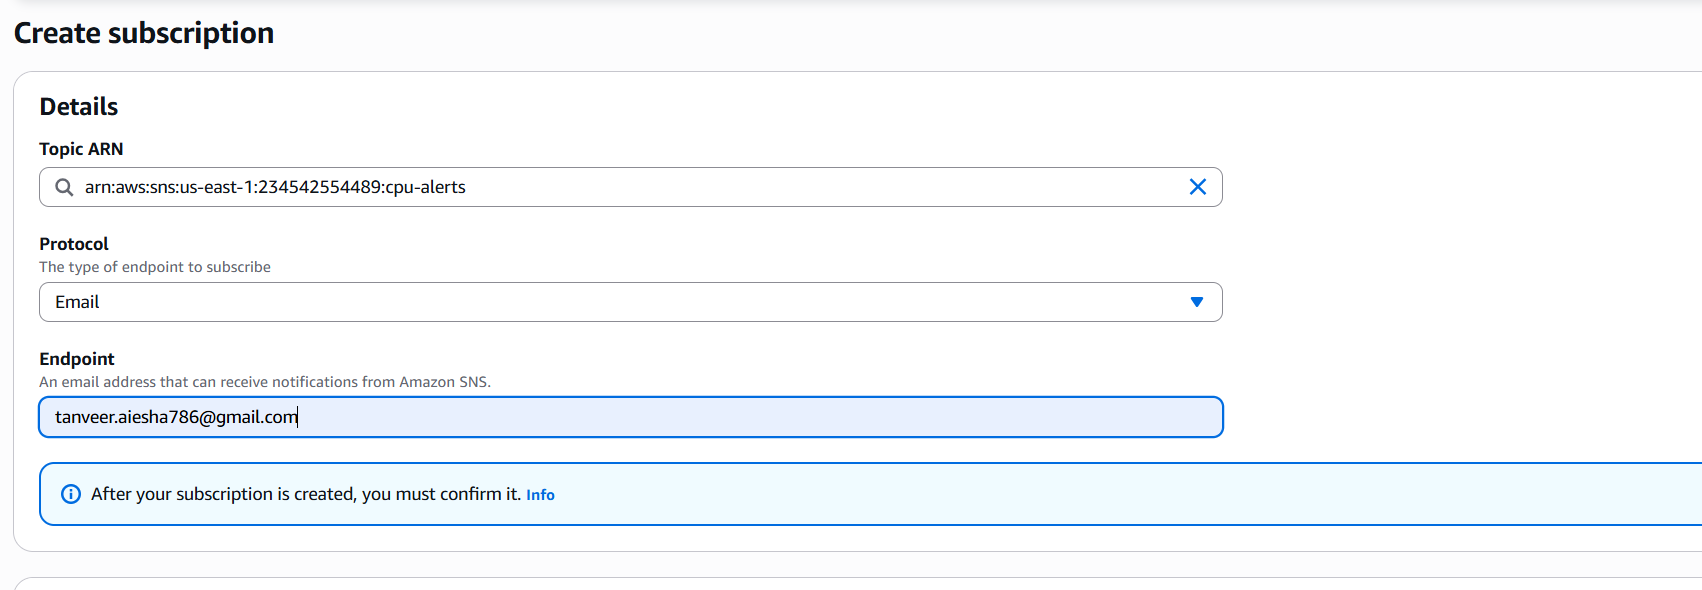 Create subscription
Details
Topic ARN
arn:aws:sns:us-east-1:234542554489:cpu-alerts
Protocol
The type of endpoint to subscribe
Email
Endpoint
An email address that can receive notifications from Amazon SNS.
tanveer.aiesha786@gmail.com
After your subscription is created, you must confirm it. Info